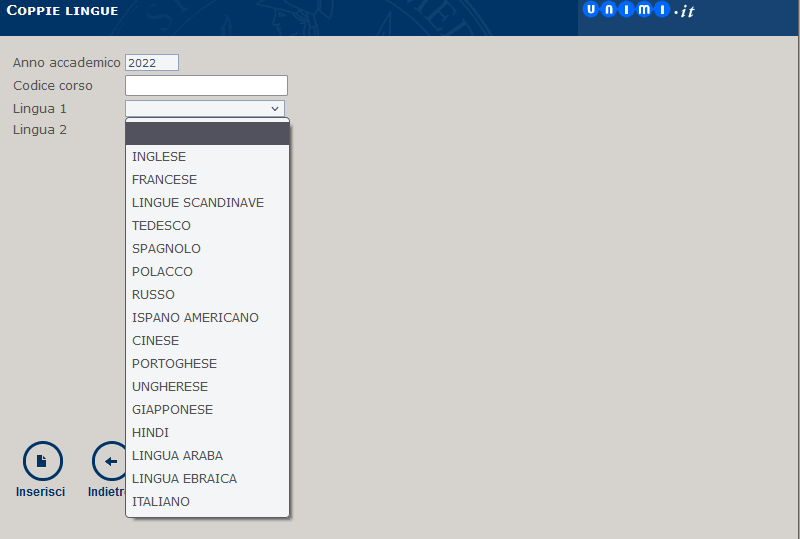 COPPIE LINGUE
UNIMI.it
Anno accademico 2022
Codice corso
Lingua 1
Lingua 2
INGLESE
FRANCESE
LINGUE SCANDINAVE
TEDESCO
SPAGNOLO
POLACCO
RUSSO
ISPANO AMERICANO
CINESE
PORTOGHESE
UNGHERESE
GIAPPONESE
HINDI
LINGUA ARABA
LINGUA EBRAICA
ITALIANO
Inserisci
Indietr